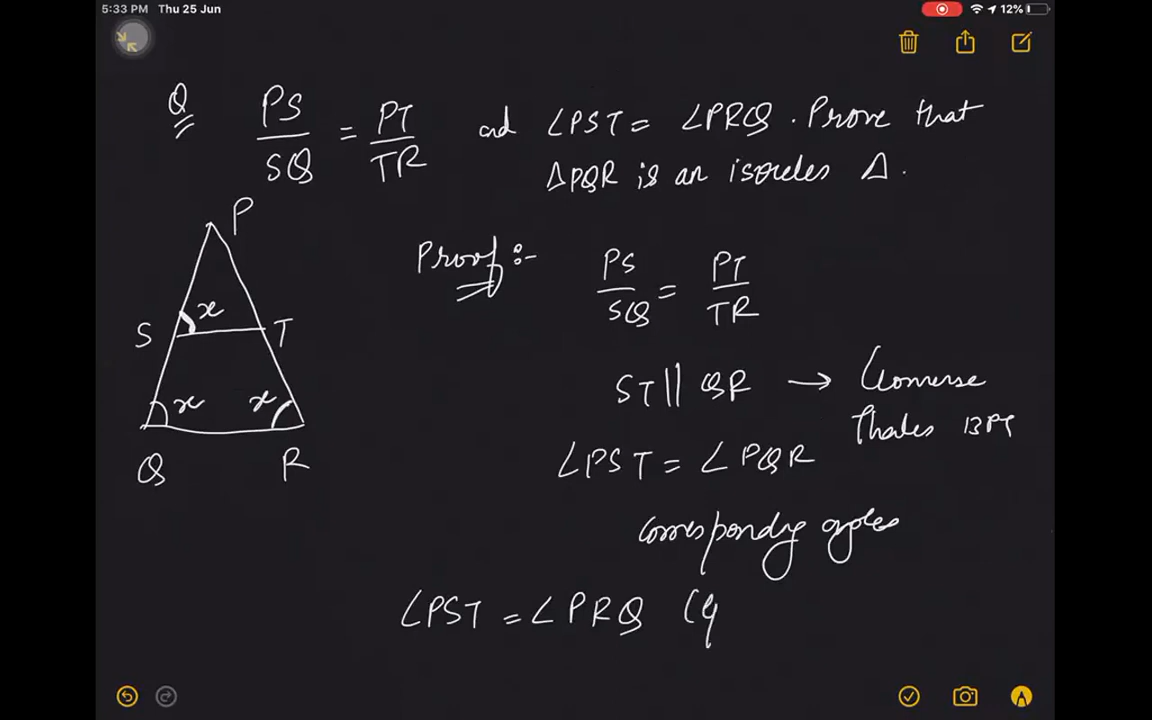 5:33 PM Thu 25 Jun 12%
Q PS/SQ = PT/TR and ∠PST = ∠PRQ . Prove that
ΔPQR is an isoceles Δ.
P
Proof :- PS/SQ = PT/TR
x
S T
ST || QR → Converse
x x
Thales BPT
Q R
∠PST = ∠PQR
corresponding angles
∠PST = ∠PRQ (g